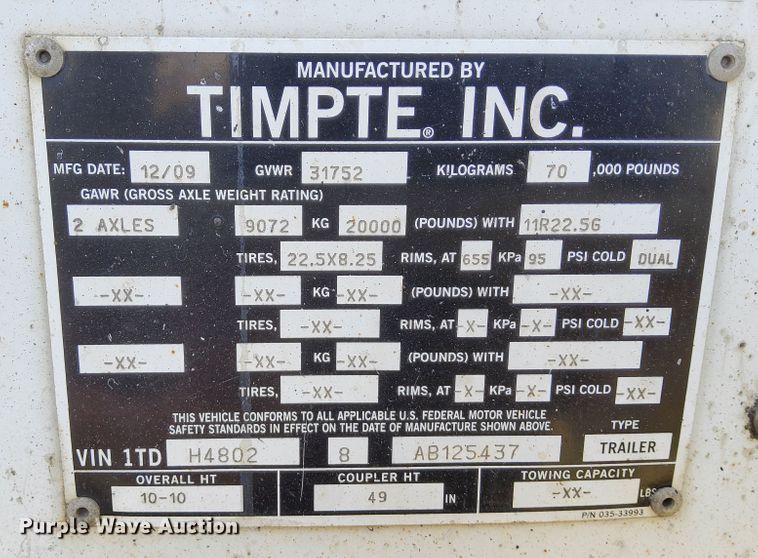 MANUFACTURED BY
TIMPTE® INC.
MFG DATE: 12/09 GVWR 31752 KILOGRAMS 70 ,000 POUNDS
GAWR (GROSS AXLE WEIGHT RATING)
2 AXLES 9072 KG 20000 (POUNDS) WITH 11R22.5G
TIRES, 22.5X8.25 RIMS, AT 655 KPa 95 PSI COLD DUAL
-XX- -XX- KG -XX- (POUNDS) WITH -XX-
TIRES, -XX- RIMS, AT -X- KPa -X- PSI COLD -XX-
-XX- -XX- KG -XX- (POUNDS) WITH -XX-
TIRES, -XX- RIMS, AT -X- KPa -X- PSI COLD -XX-
THIS VEHICLE CONFORMS TO ALL APPLICABLE U.S. FEDERAL MOTOR VEHICLE
SAFETY STANDARDS IN EFFECT ON THE DATE OF MANUFACTURE SHOWN ABOVE. TYPE
VIN 1TD H4802 8 AB125437 TRAILER
OVERALL HT COUPLER HT TOWING CAPACITY
10-10 49 IN -XX- LBS
P/N 035-33993
Purple Wave Auction